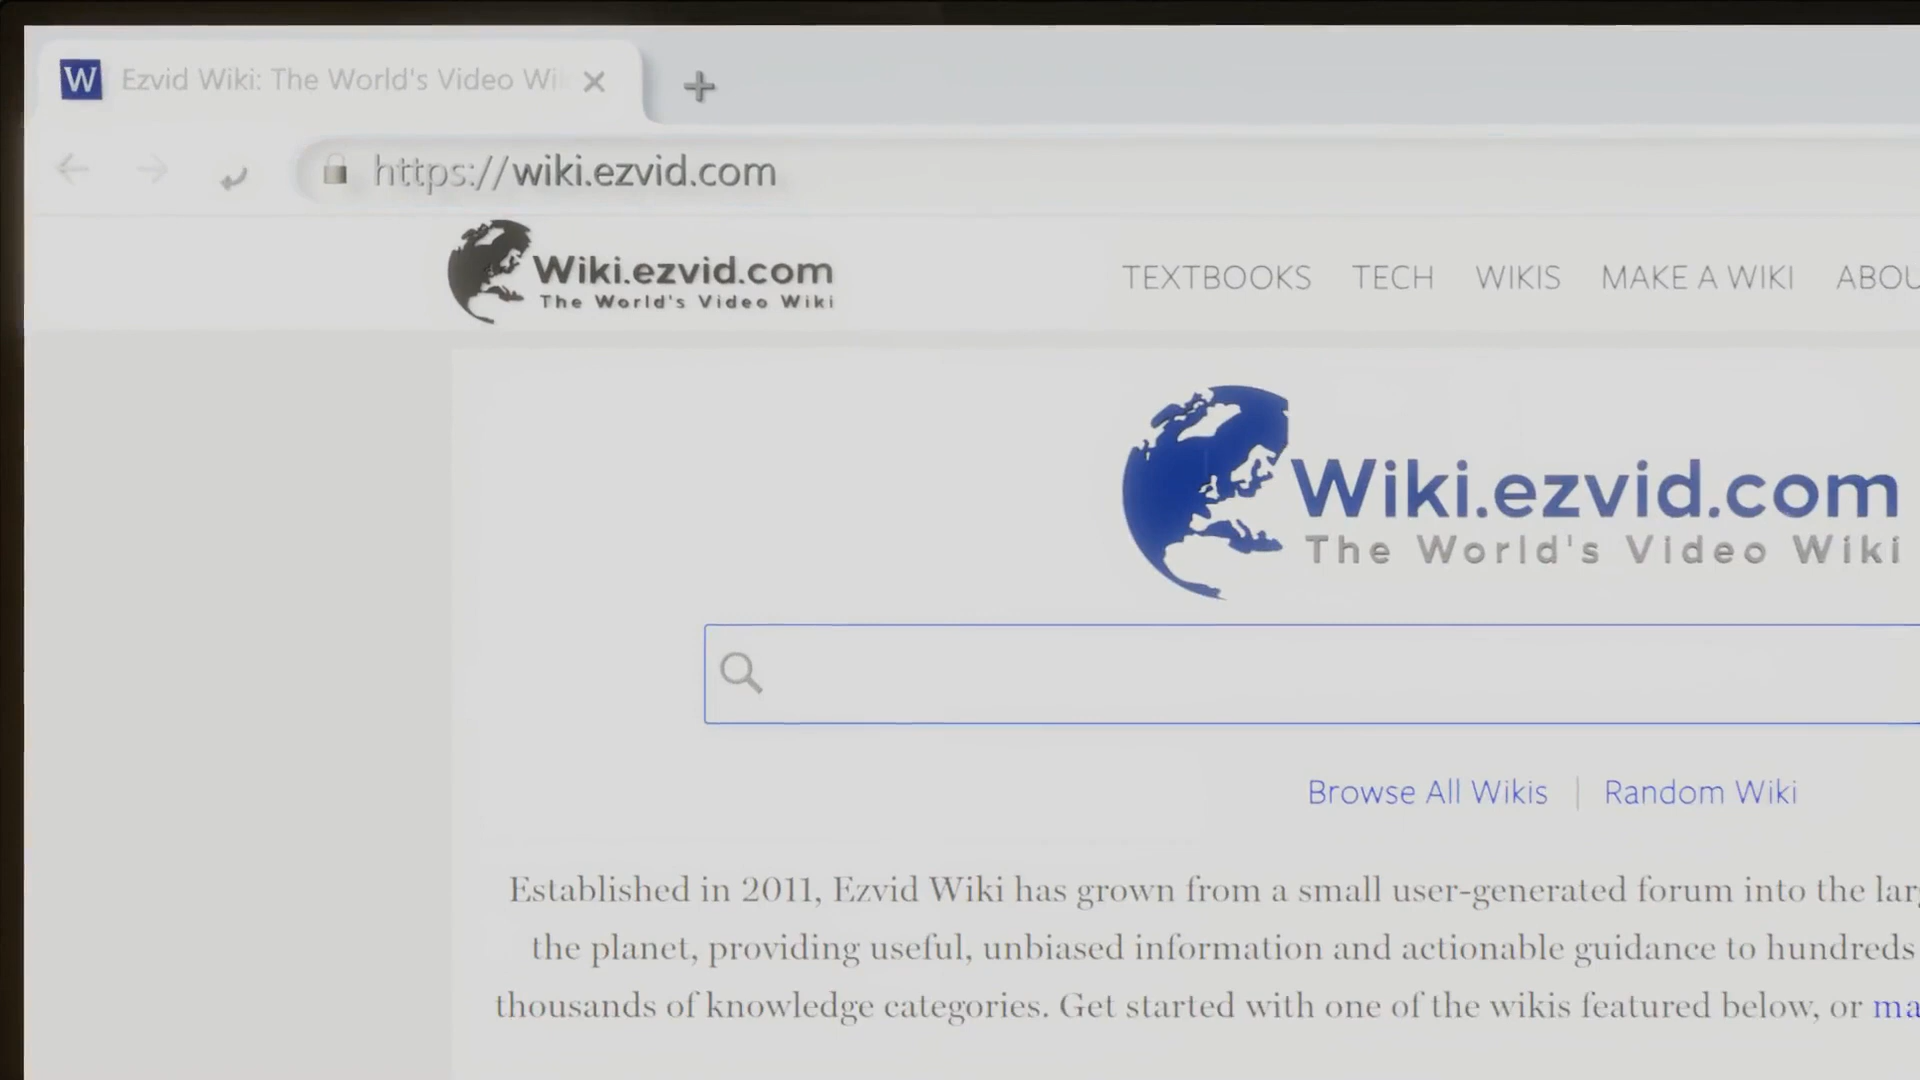 W Ezvid Wiki: The World's Video Wi
https://wiki.ezvid.com
Wiki.ezvid.com
The World's Video Wiki
TEXTBOOKS TECH WIKIS MAKE A WIKI ABOU
Wiki.ezvid.com
The World's Video Wiki
Browse All Wikis | Random Wiki
Established in 2011, Ezvid Wiki has grown from a small user-generated forum into the lar
the planet, providing useful, unbiased information and actionable guidance to hundreds
thousands of knowledge categories. Get started with one of the wikis featured below, or ma